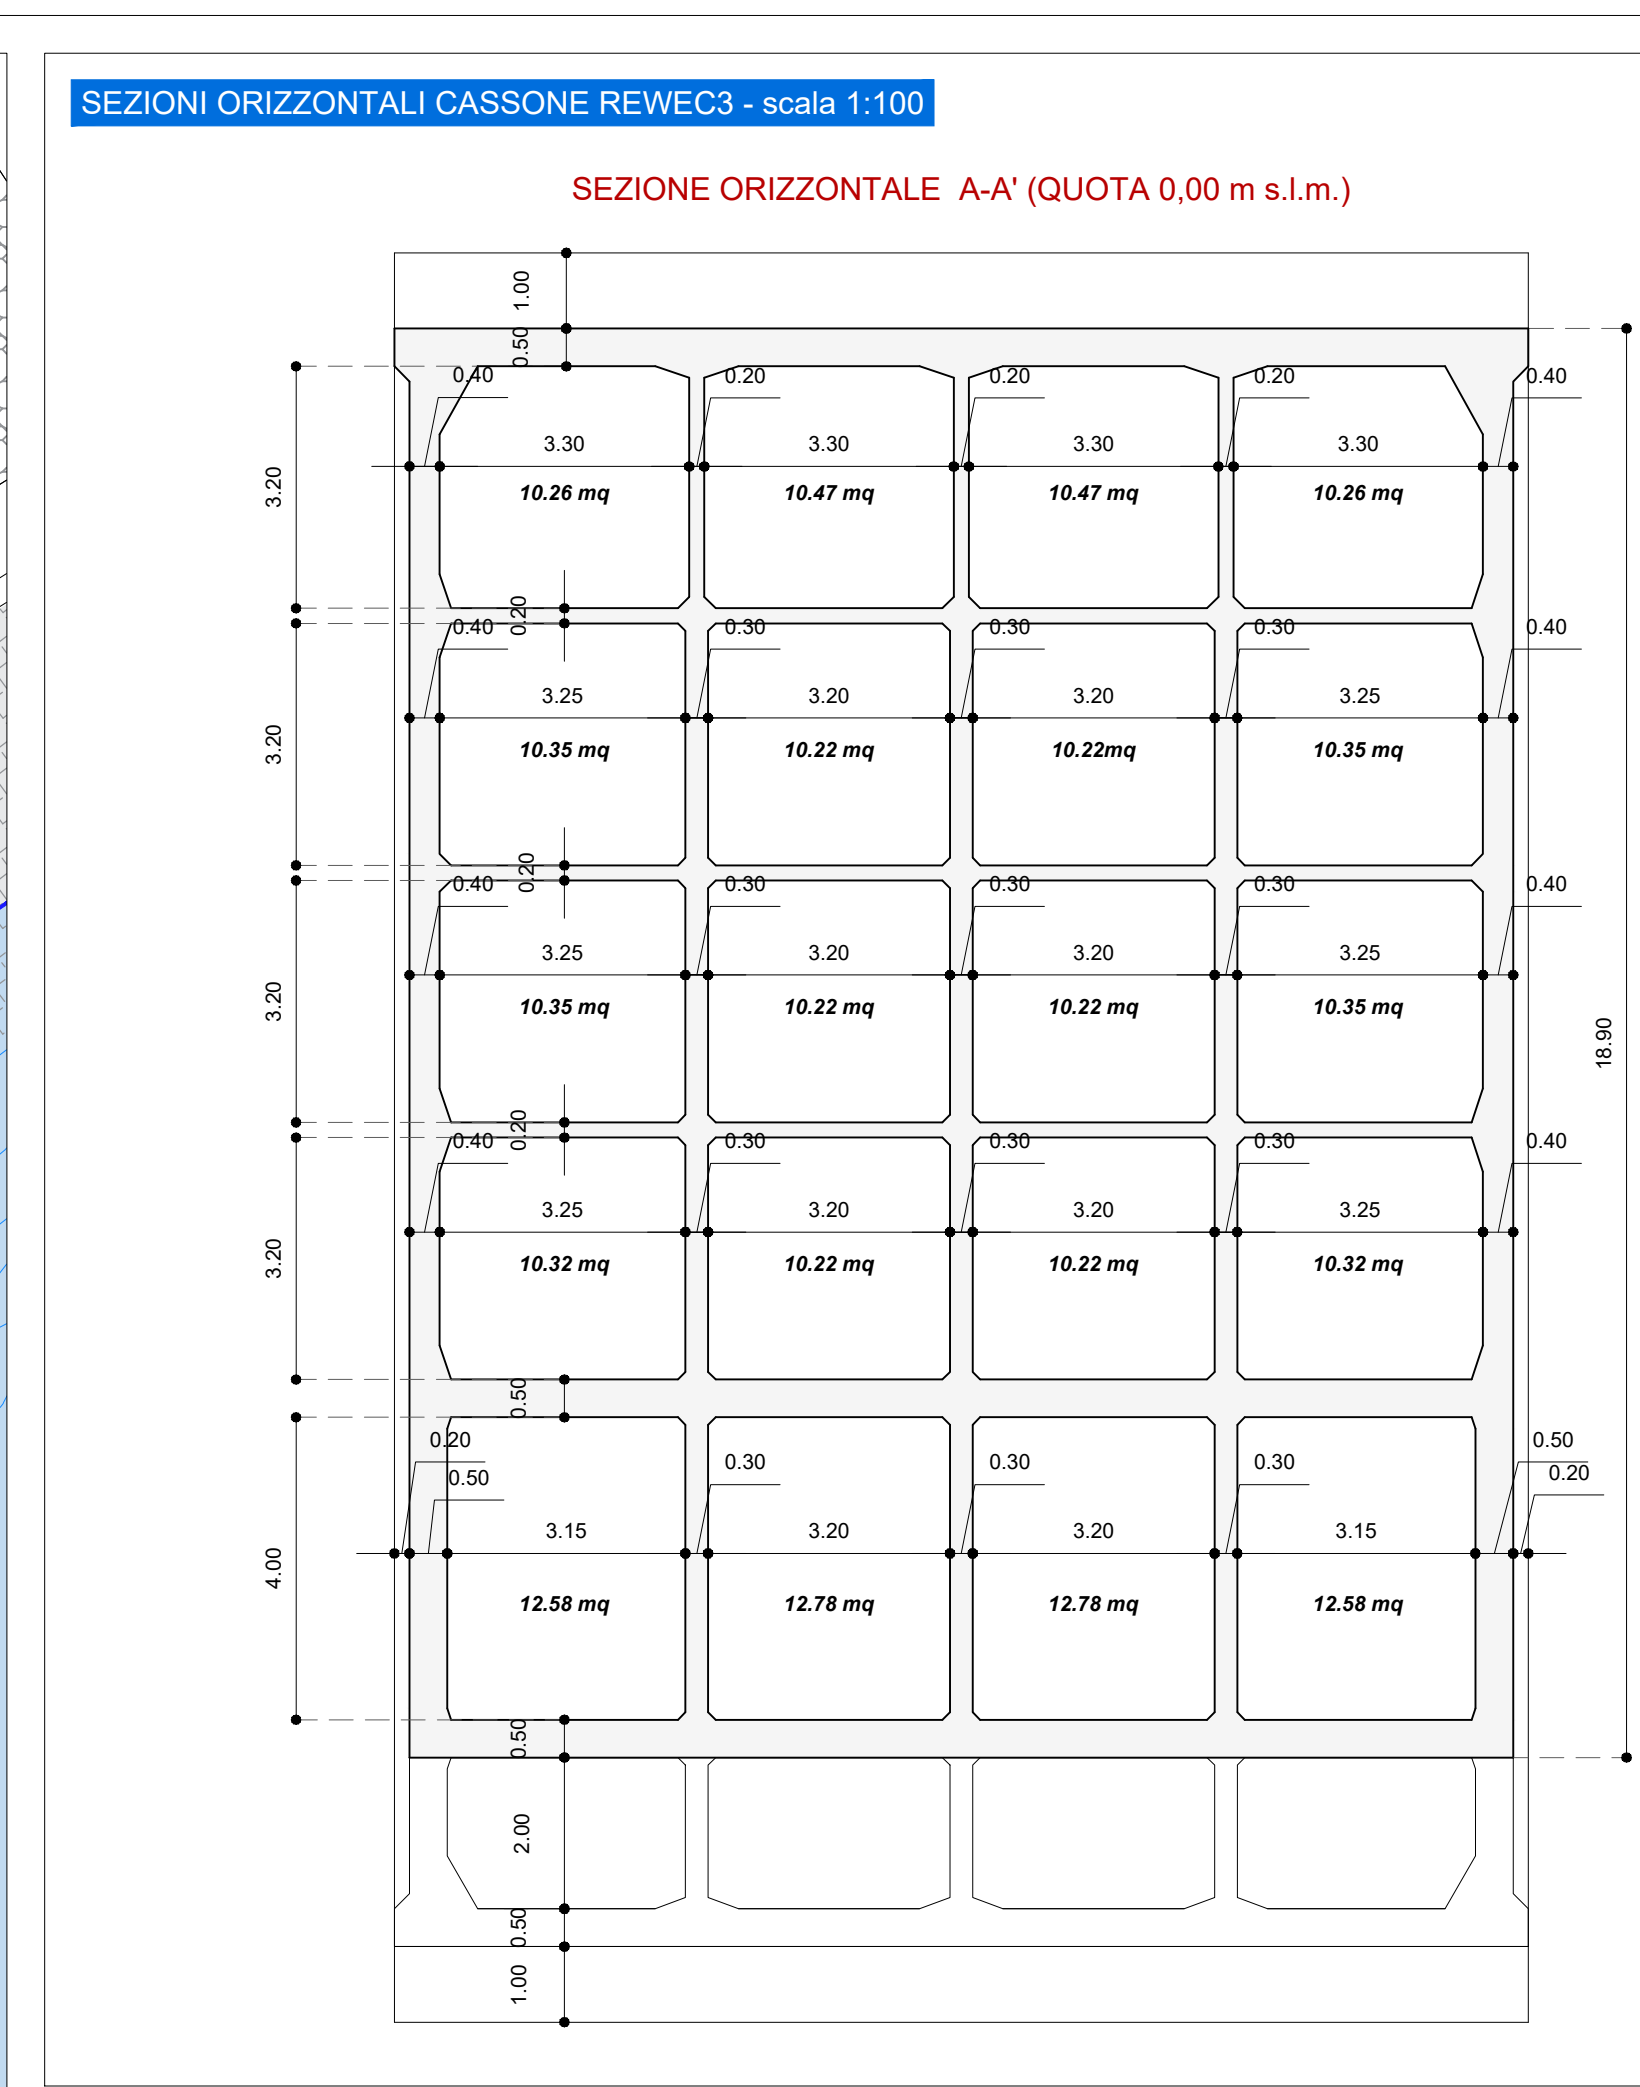 SEZIONI ORIZZONTALI CASSONE REWEC3 - scala 1:100
SEZIONE ORIZZONTALE A-A' (QUOTA 0,00 m s.l.m.)
1.00
0.50
0.40 0.20 0.20 0.20 0.40
3.30 3.30 3.30 3.30
3.20
10.26 mq 10.47 mq 10.47 mq 10.26 mq
0.20
0.40 0.30 0.30 0.30 0.40
3.25 3.20 3.20 3.25
3.20
10.35 mq 10.22 mq 10.22mq 10.35 mq
0.20
0.40 0.30 0.30 0.30 0.40
3.25 3.20 3.20 3.25
3.20
10.35 mq 10.22 mq 10.22 mq 10.35 mq
18.90
0.20
0.40 0.30 0.30 0.30 0.40
3.25 3.20 3.20 3.25
3.20
10.32 mq 10.22 mq 10.22 mq 10.32 mq
0.50
0.20 0.50
0.50 0.30 0.30 0.30 0.20
3.15 3.20 3.20 3.15
4.00
12.58 mq 12.78 mq 12.78 mq 12.58 mq
0.50
2.00
0.50
1.00